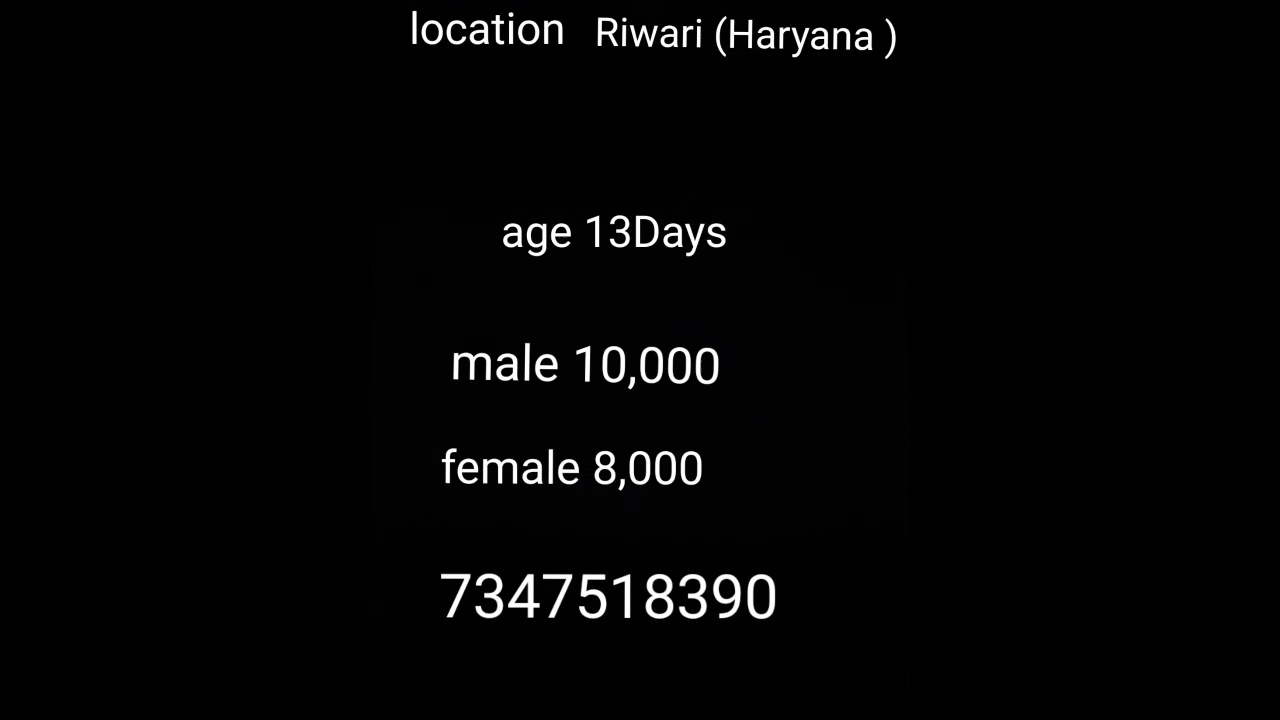 location Riwari (Haryana )
age 13Days
male 10,000
female 8,000
7347518390